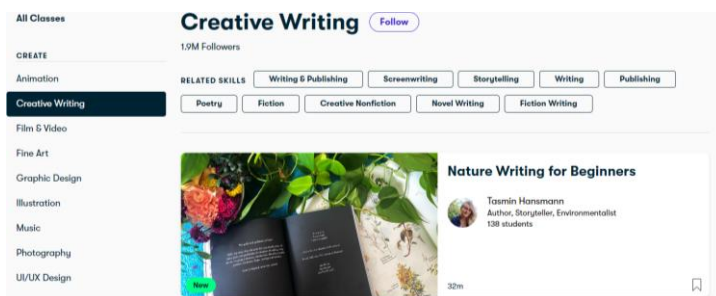 All Classes
CREATE
Animation
Creative Writing
Film & Video
Fine Art
Graphic Design
Illustration
Music
Photography
UI/UX Design
Creative Writing Follow
1.9M Followers
RELATED SKILLS Writing & Publishing Screenwriting Storytelling Writing Publishing
Poetry Fiction Creative Nonfiction Novel Writing Fiction Writing
New
Nature Writing for Beginners
Tasmin Hansmann
Author, Storyteller, Environmentalist
138 students
32m